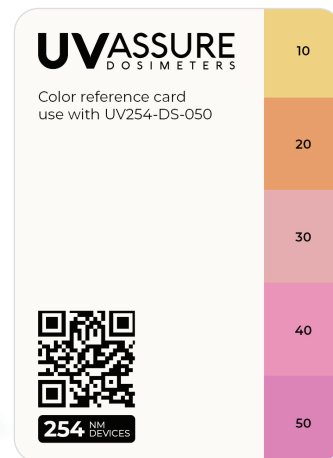 UVASSURE
DOSIMETERS
Color reference card
use with UV254-DS-050
10
20
30
40
50
254 NM
DEVICES